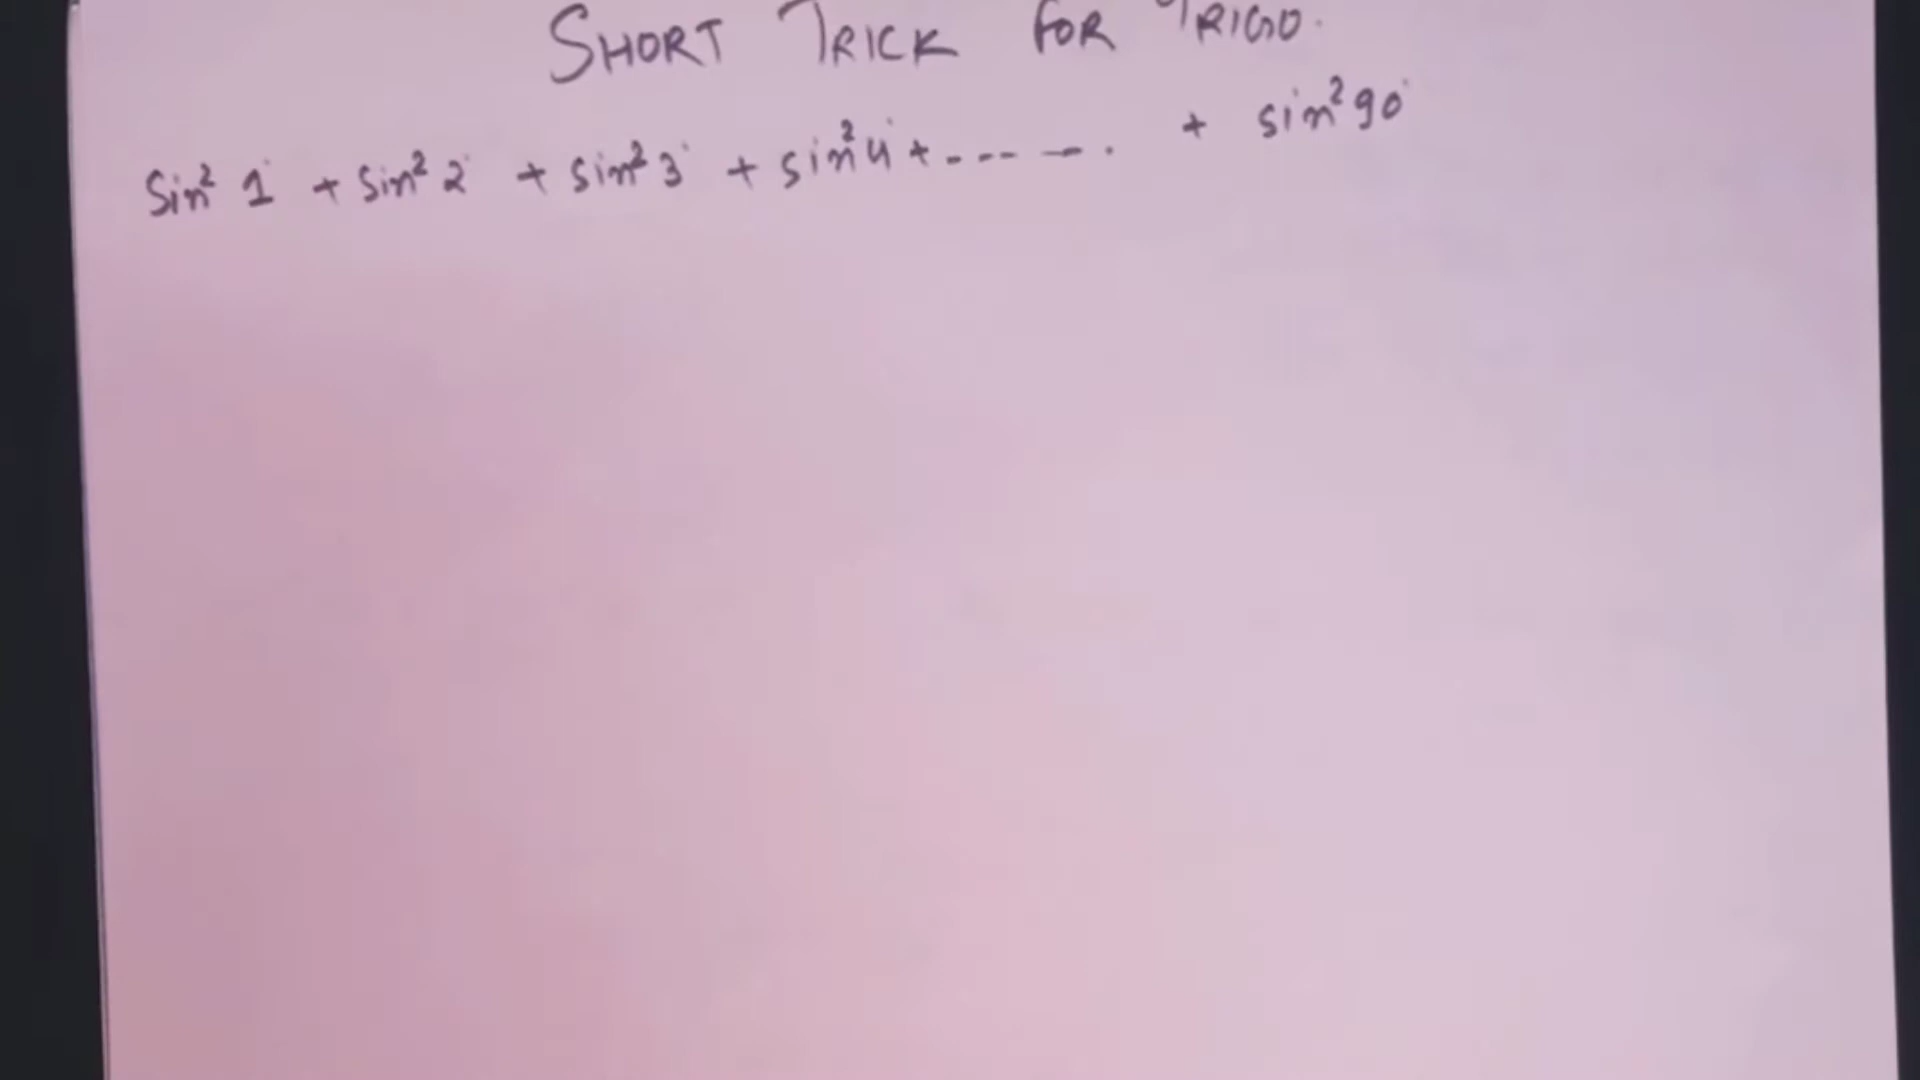 SHORT TRICK FOR TRIGO.
Sin² 1° + Sin² 2° + sin² 3° + sin² 4° + ------. + sin² 90°